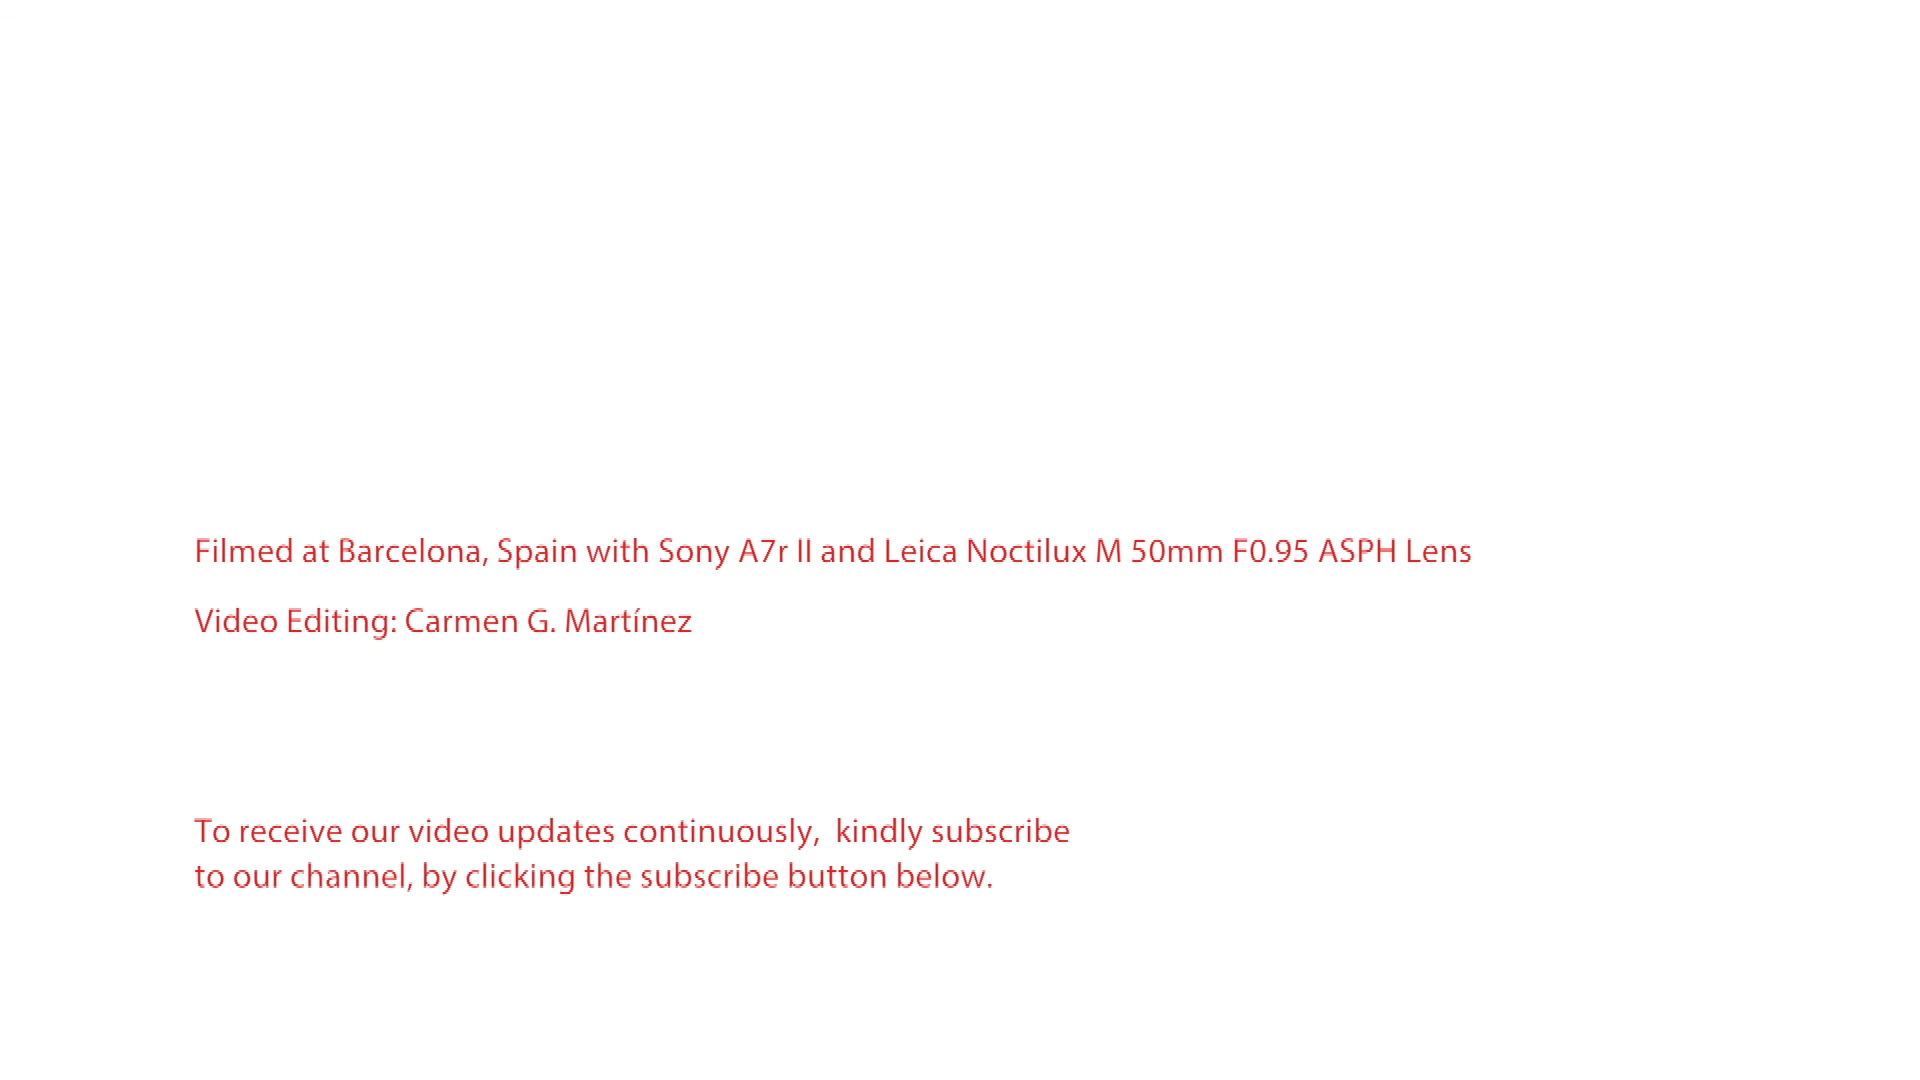 Filmed at Barcelona, Spain with Sony A7r II and Leica Noctilux M 50mm F0.95 ASPH Lens
Video Editing: Carmen G. Martínez
To receive our video updates continuously,  kindly subscribe
to our channel, by clicking the subscribe button below.